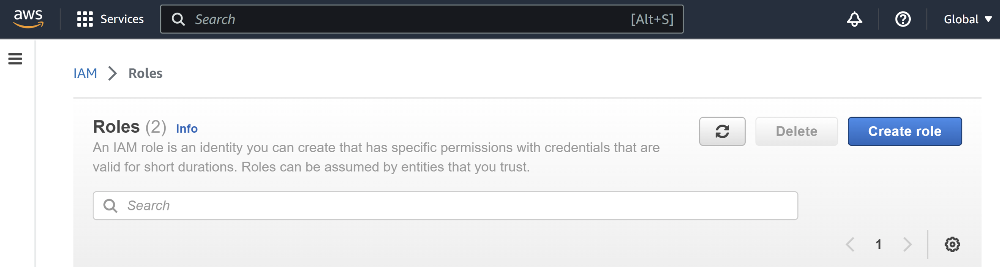 aws Services Search [Alt+S] Global
IAM Roles
Roles (2) Info
Delete
Create role
An IAM role is an identity you can create that has specific permissions with credentials that are
valid for short durations. Roles can be assumed by entities that you trust.
Search
1